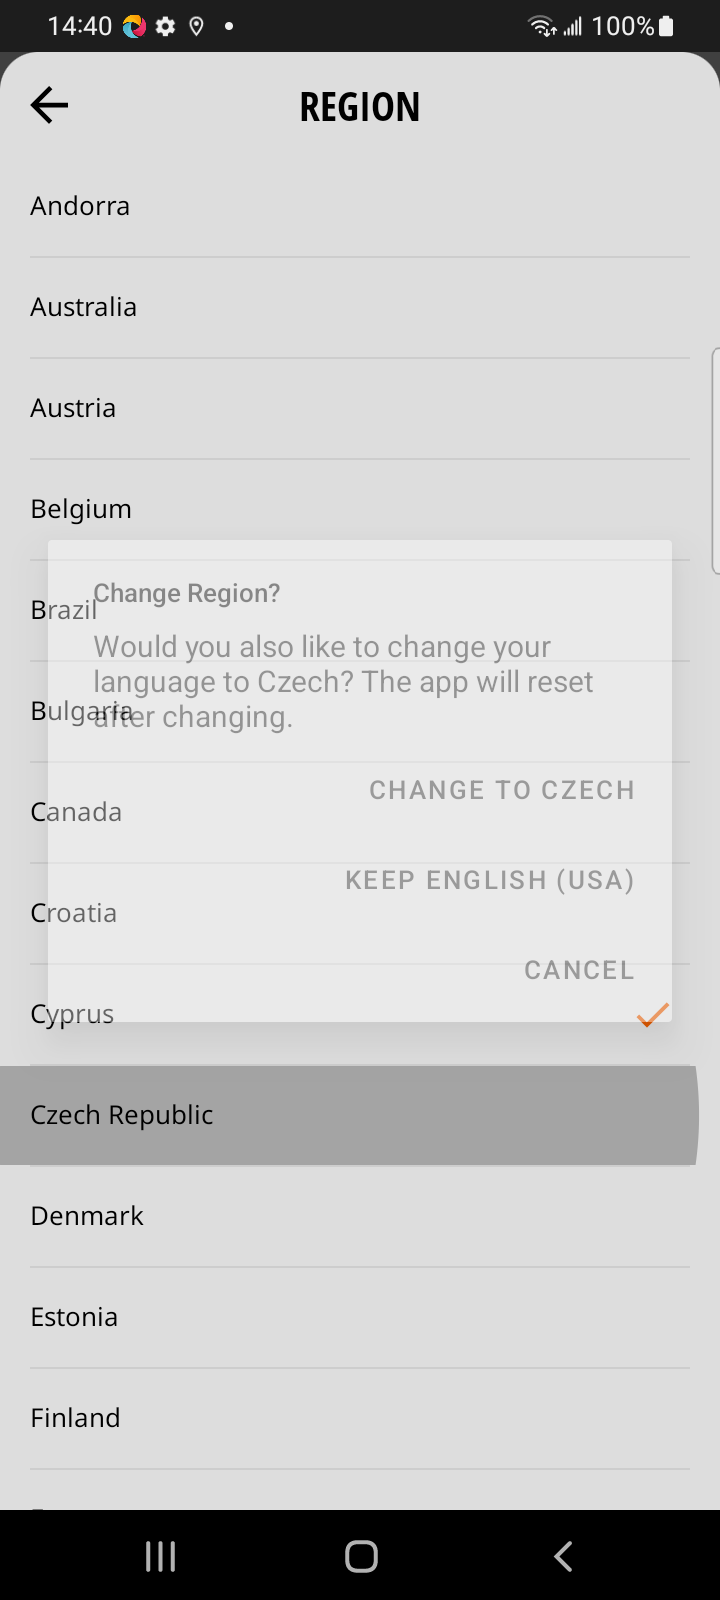 14:40
100%
REGION
Andorra
Australia
Austria
Belgium
Change Region?
Brazil
Would you also like to change your
language to Czech? The app will reset
Bulgaria
after changing.
CHANGE TO CZECH
Canada
KEEP ENGLISH (USA)
Croatia
CANCEL
Cyprus
Czech Republic
Denmark
Estonia
Finland